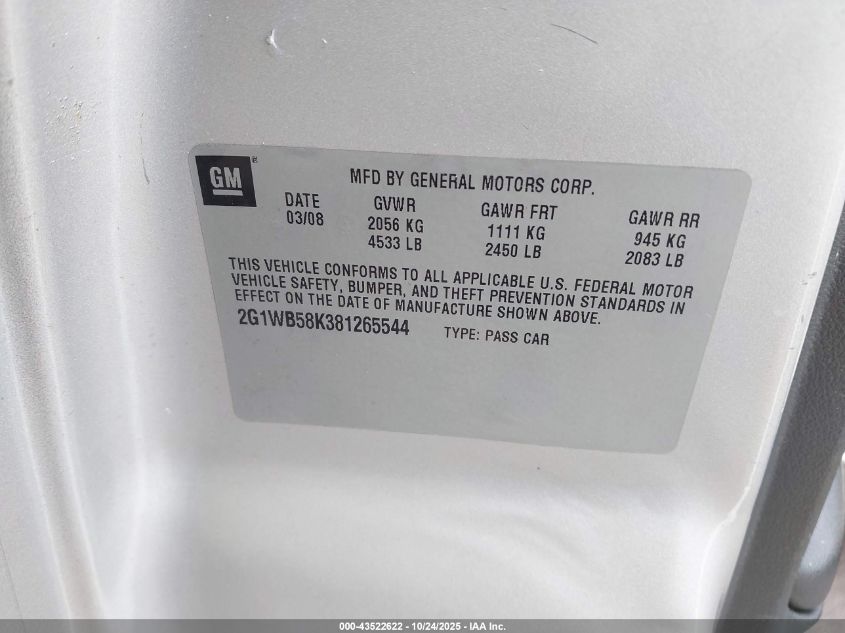 GM®
MFD BY GENERAL MOTORS CORP.
DATE GVWR GAWR FRT GAWR RR
03/08 2056 KG 1111 KG 945 KG
4533 LB 2450 LB 2083 LB
THIS VEHICLE CONFORMS TO ALL APPLICABLE U.S. FEDERAL MOTOR
VEHICLE SAFETY, BUMPER, AND THEFT PREVENTION STANDARDS IN
EFFECT ON THE DATE OF MANUFACTURE SHOWN ABOVE.
2G1WB58K381265544 TYPE: PASS CAR
000-43522622 - 10/24/2025 - IAA Inc.